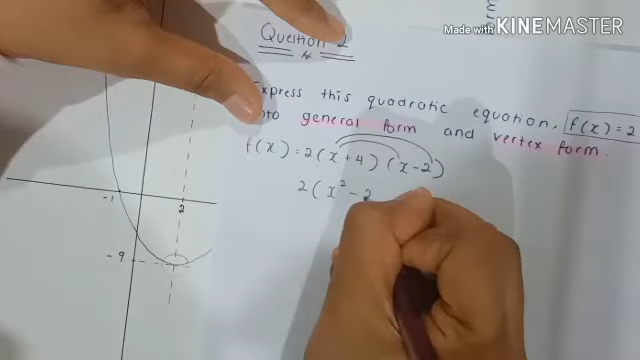 Made with KINEMASTER
Question 2
Express this quadratic equation, f(x) = 2
into general form and vertex form.
f(x) = 2(x+4)(x-2)
2(x² - 2
-1
2
-9